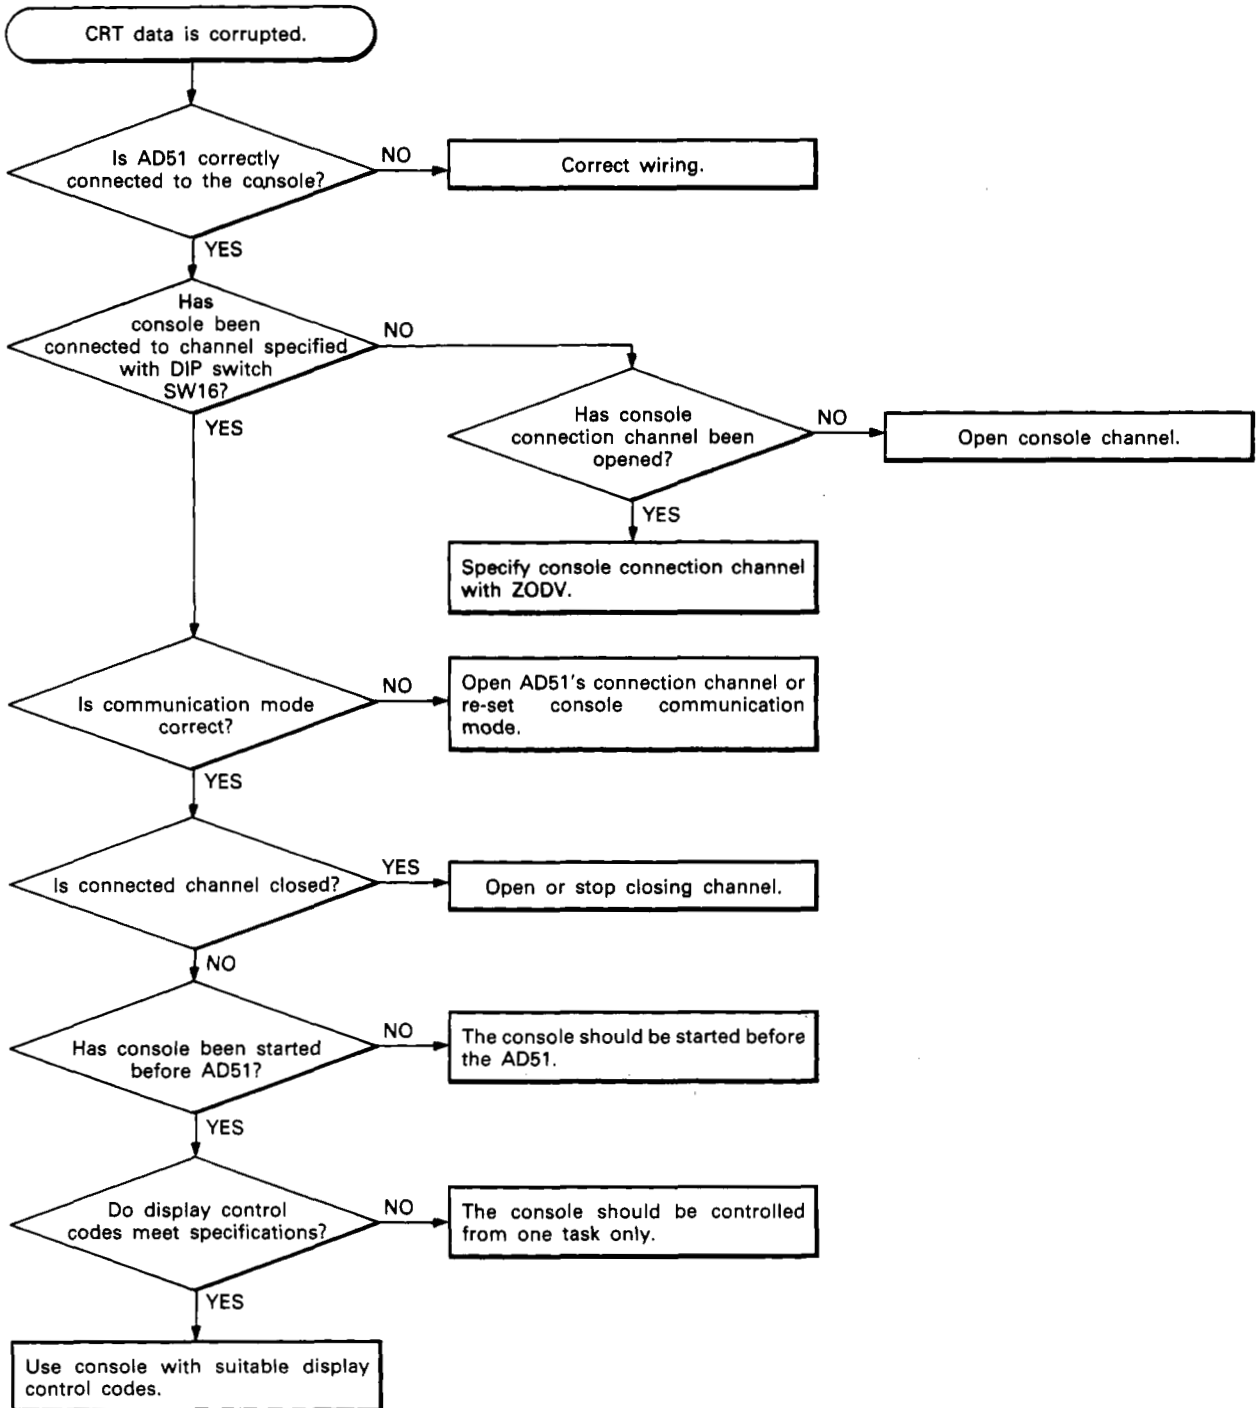 CRT data is corrupted.
Is AD51 correctly
connected to the console?
NO
Correct wiring.
YES
Has
console been
connected to channel specified
with DIP switch
SW16?
NO
YES
Has console
connection channel been
opened?
NO
Open console channel.
YES
Specify console connection channel
with ZODV.
Is communication mode
correct?
NO
Open AD51's connection channel or
re-set console communication
mode.
YES
Is connected channel closed?
YES
Open or stop closing channel.
NO
Has console been started
before AD51?
NO
The console should be started before
the AD51.
YES
Do display control
codes meet specifications?
NO
The console should be controlled
from one task only.
YES
Use console with suitable display
control codes.